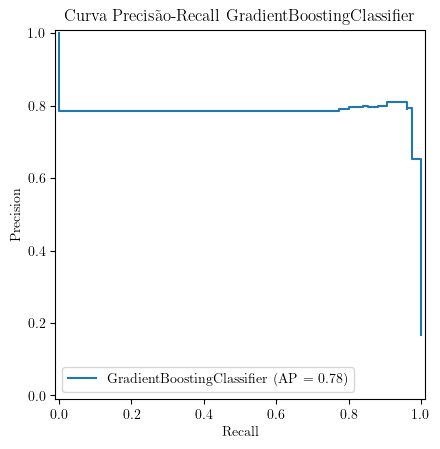 Curva Precisão-Recall GradientBoostingClassifier
1.0
0.8
0.6
0.4
0.2
0.0
Precision
GradientBoostingClassifier (AP = 0.78)
0.0 0.2 0.4 0.6 0.8 1.0
Recall